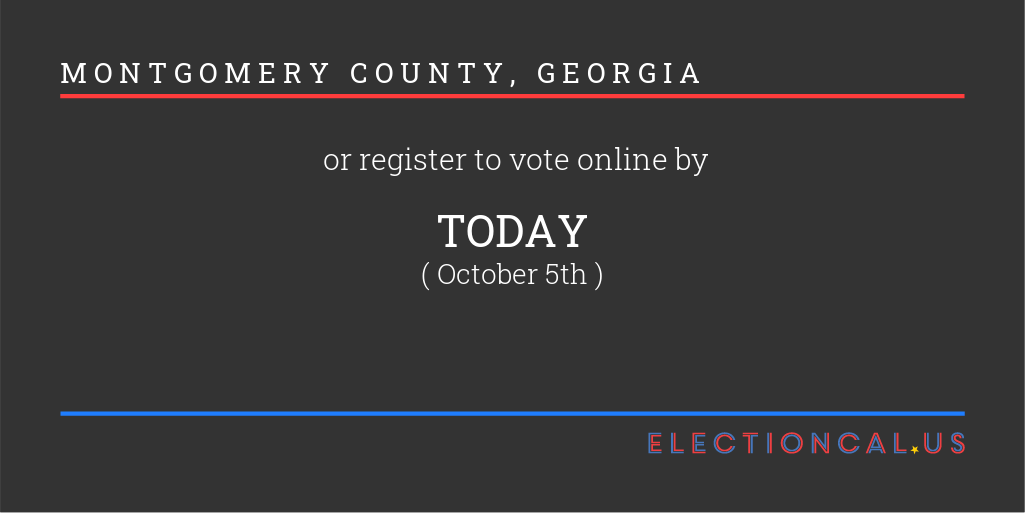 MONTGOMERY COUNTY, GEORGIA
or register to vote online by
TODAY
( October 5th )
ELECTIONCAL.US